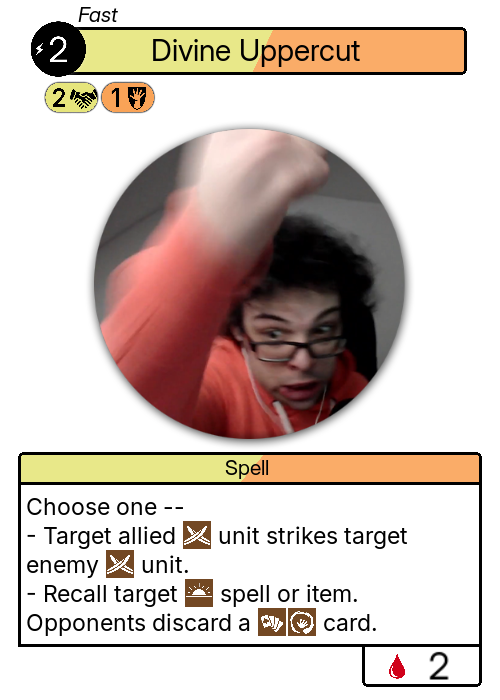 Fast
2
Divine Uppercut
2
1
Spell
Choose one --
- Target allied unit strikes target
enemy unit.
- Recall target spell or item.
Opponents discard a card.
2